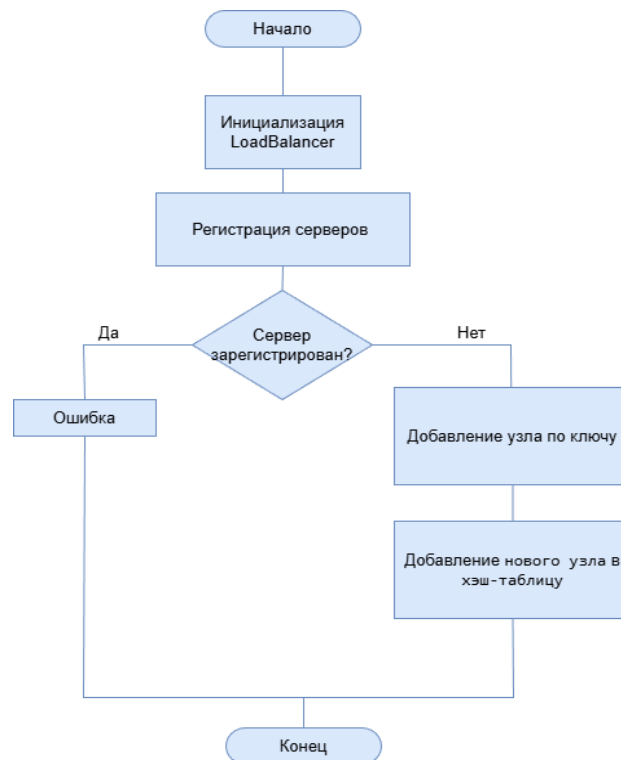 Начало
Инициализация
LoadBalancer
Регистрация серверов
Да
Сервер
зарегистрирован?
Нет
Ошибка
Добавление узла по ключу
Добавление нового узла в
хэш-таблицу
Конец